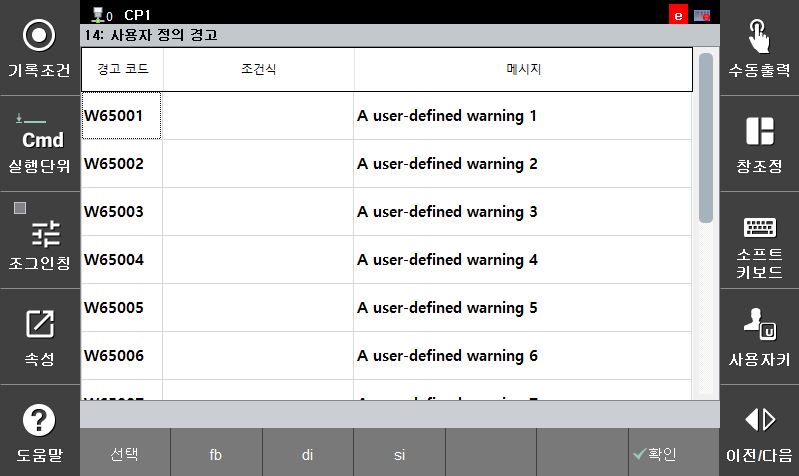 0 CP1
e
14: 사용자 정의 경고
경고 코드 조건식 메시지
W65001 A user-defined warning 1
W65002 A user-defined warning 2
W65003 A user-defined warning 3
W65004 A user-defined warning 4
W65005 A user-defined warning 5
W65006 A user-defined warning 6
기록조건
Cmd
실행단위
조그인칭
속성
?
도움말
수동출력
창조정
소프트
키보드
U
사용자키
이전/다음
선택 fb di si 확인